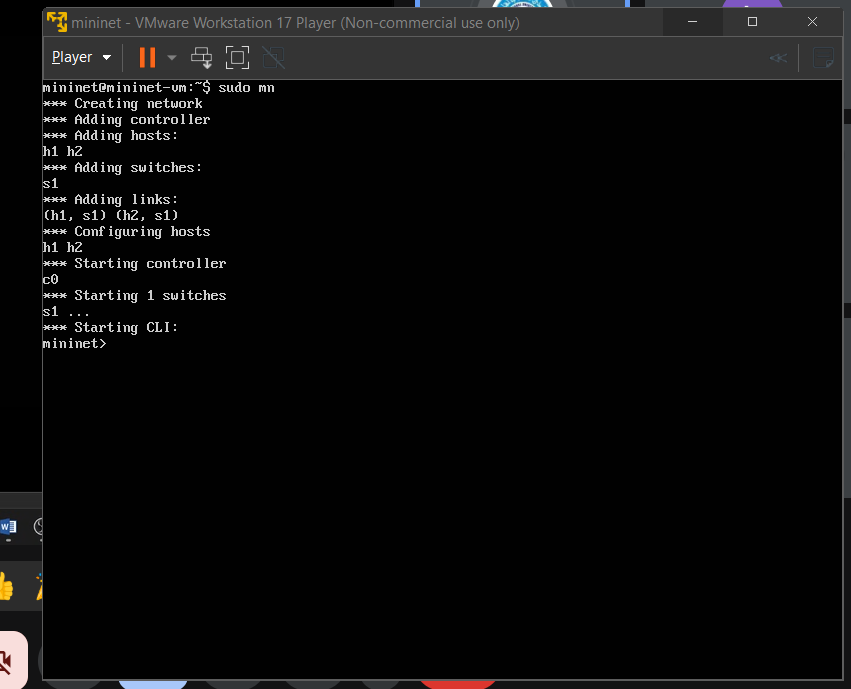 mininet - VMware Workstation 17 Player (Non-commercial use only)
Player
mininet@mininet-vm:~$ sudo mn
*** Creating network
*** Adding controller
*** Adding hosts:
h1 h2
*** Adding switches:
s1
*** Adding links:
(h1, s1) (h2, s1)
*** Configuring hosts
h1 h2
*** Starting controller
c0
*** Starting 1 switches
s1 ...
*** Starting CLI:
mininet>
W